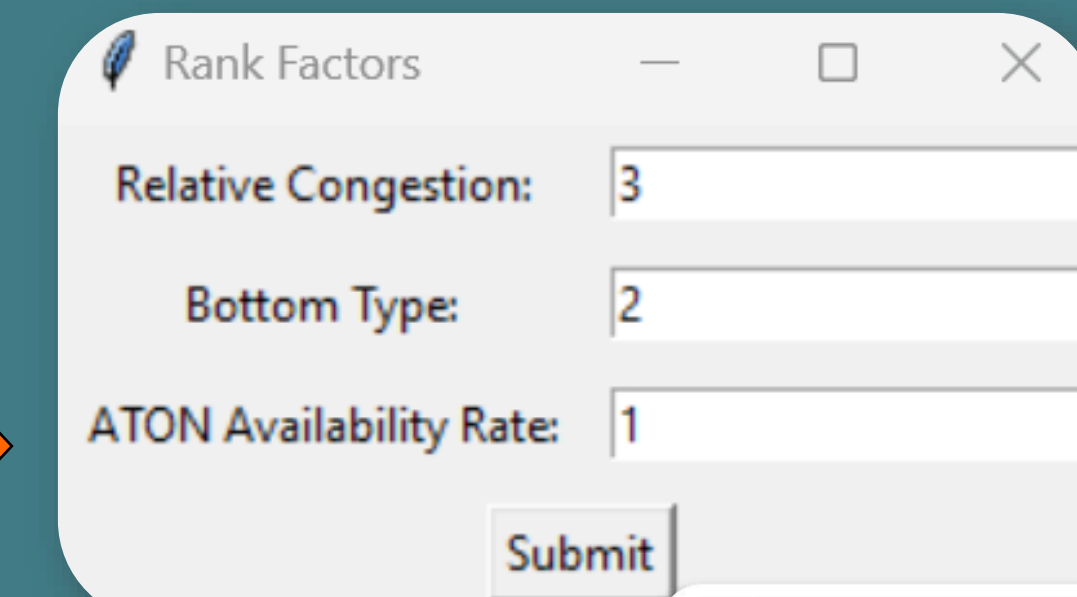 Rank Factors
Relative Congestion: 3
Bottom Type: 2
ATON Availability Rate: 1
Submit